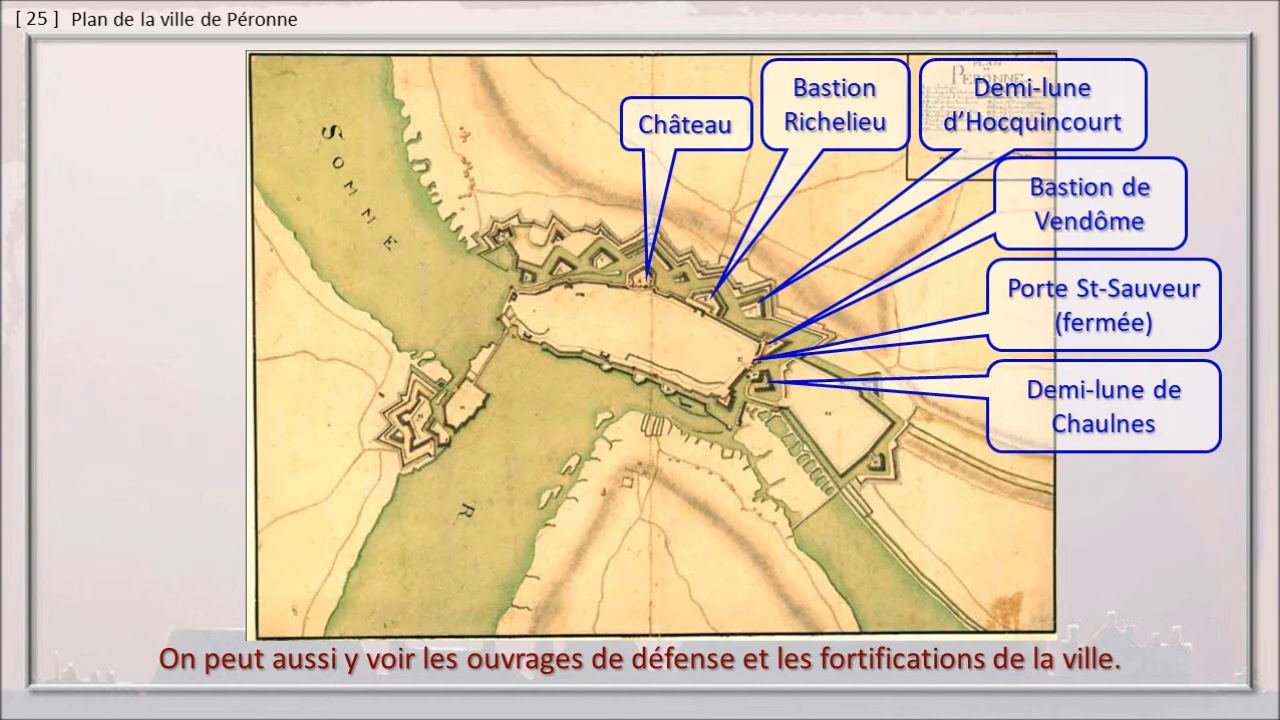 [ 25 ] Plan de la ville de Péronne
PLAN
PERONNE
Château
Bastion
Richelieu
Demi-lune
d’Hocquincourt
Bastion de
Vendôme
Porte St-Sauveur
(fermée)
Demi-lune de
Chaulnes
SOMME
R.
On peut aussi y voir les ouvrages de défense et les fortifications de la ville.